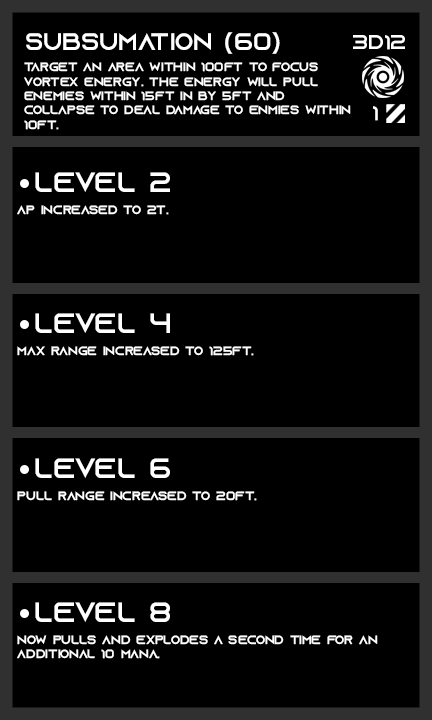 SUBSUMATION (60)
3D12
TARGET AN AREA WITHIN 100FT TO FOCUS
VORTEX ENERGY. THE ENERGY WILL PULL
ENEMIES WITHIN 15FT IN BY 5FT AND
COLLAPSE TO DEAL DAMAGE TO ENMIES WITHIN
10FT.
1
•LEVEL 2
AP INCREASED TO 2T.
•LEVEL 4
MAX RANGE INCREASED TO 125FT.
•LEVEL 6
PULL RANGE INCREASED TO 20FT.
•LEVEL 8
NOW PULLS AND EXPLODES A SECOND TIME FOR AN
ADDITIONAL 10 MANA.